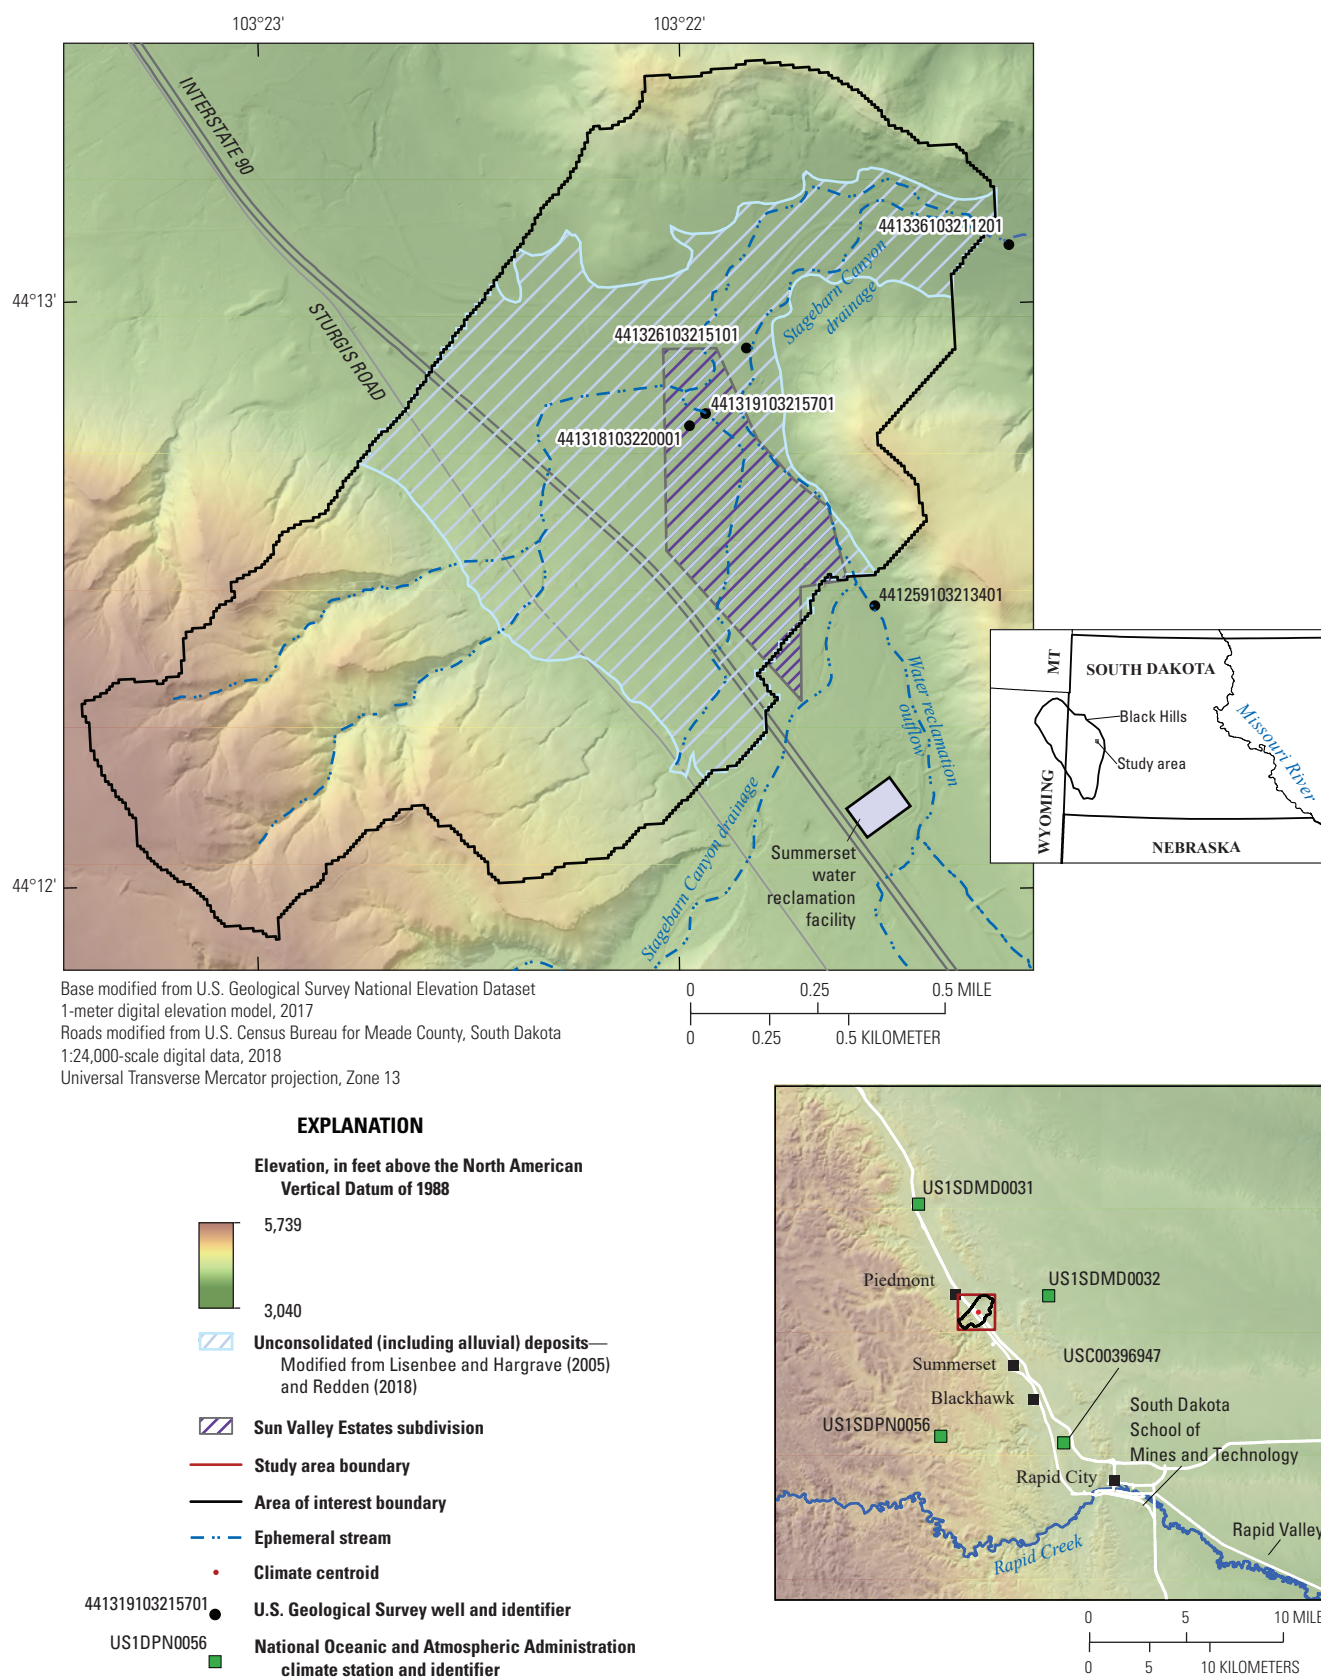 103°23'
103°22'
INTERSTATE 90
441336103211201
Stagebarn Canyon
drainage
44°13'
STURGIS ROAD
441326103215101
441319103215701
441318103220001
441259103213401
Water reclamation
outflow
Stagebarn Canyon drainage
Summerset
water
reclamation
facility
44°12'
MT
SOUTH DAKOTA
Black Hills
Study area
Missouri River
WYOMING
NEBRASKA
Base modified from U.S. Geological Survey National Elevation Dataset
1-meter digital elevation model, 2017
Roads modified from U.S. Census Bureau for Meade County, South Dakota
1:24,000-scale digital data, 2018
Universal Transverse Mercator projection, Zone 13
0 0.25 0.5 MILE
0 0.25 0.5 KILOMETER
EXPLANATION
Elevation, in feet above the North American
Vertical Datum of 1988
5,739
3,040
Unconsolidated (including alluvial) deposits—
Modified from Lisenbee and Hargrave (2005)
and Redden (2018)
Sun Valley Estates subdivision
Study area boundary
Area of interest boundary
Ephemeral stream
Climate centroid
441319103215701
U.S. Geological Survey well and identifier
US1DPN0056
National Oceanic and Atmospheric Administration
climate station and identifier
US1SDMD0031
Piedmont
US1SDMD0032
Summerset
USC00396947
Blackhawk
US1SDPN0056
South Dakota
School of
Mines and Technology
Rapid City
Rapid Creek
Rapid Valley
0 5 10 MILE
0 5 10 KILOMETERS